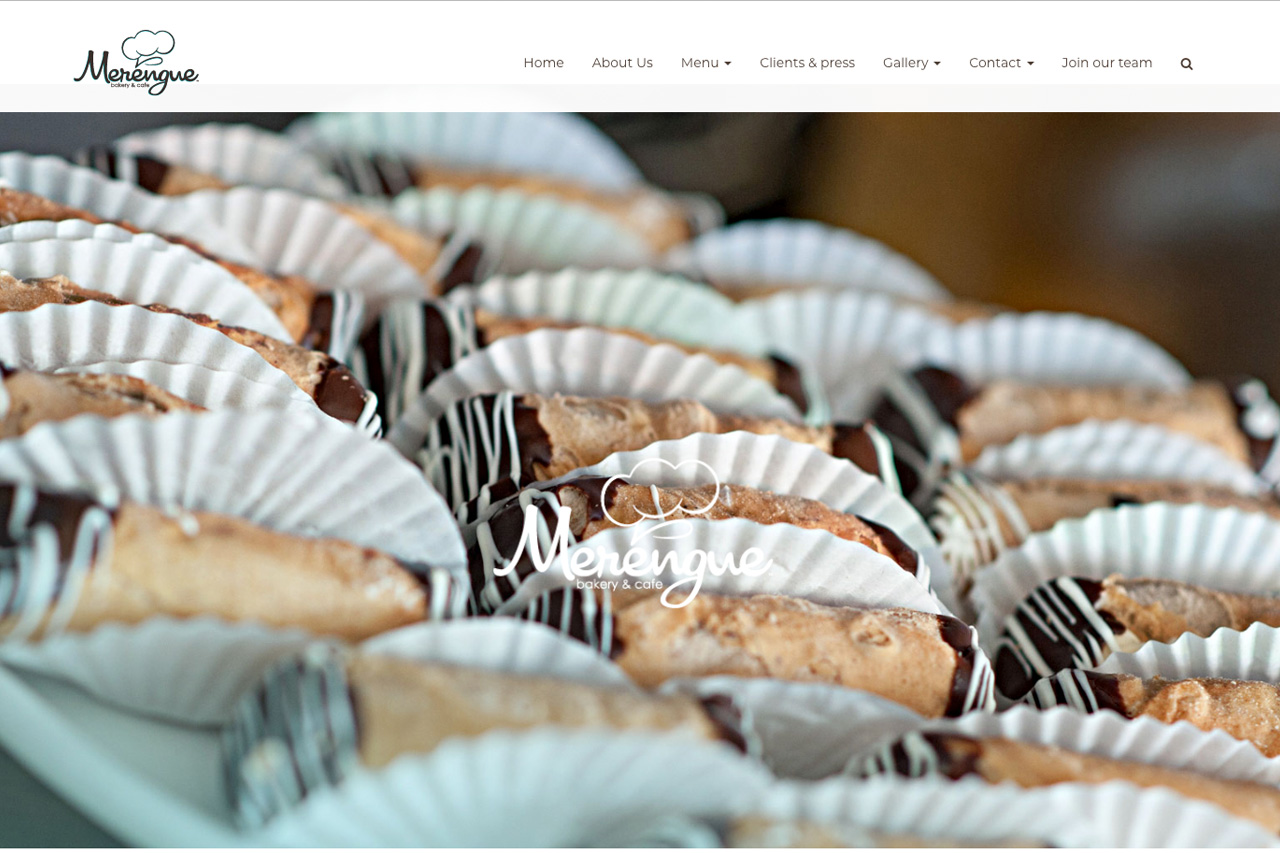 Merengue
bakery & cafe
Home
About Us
Menu
Clients & press
Gallery
Contact
Join our team
Merengue
bakery & cafe